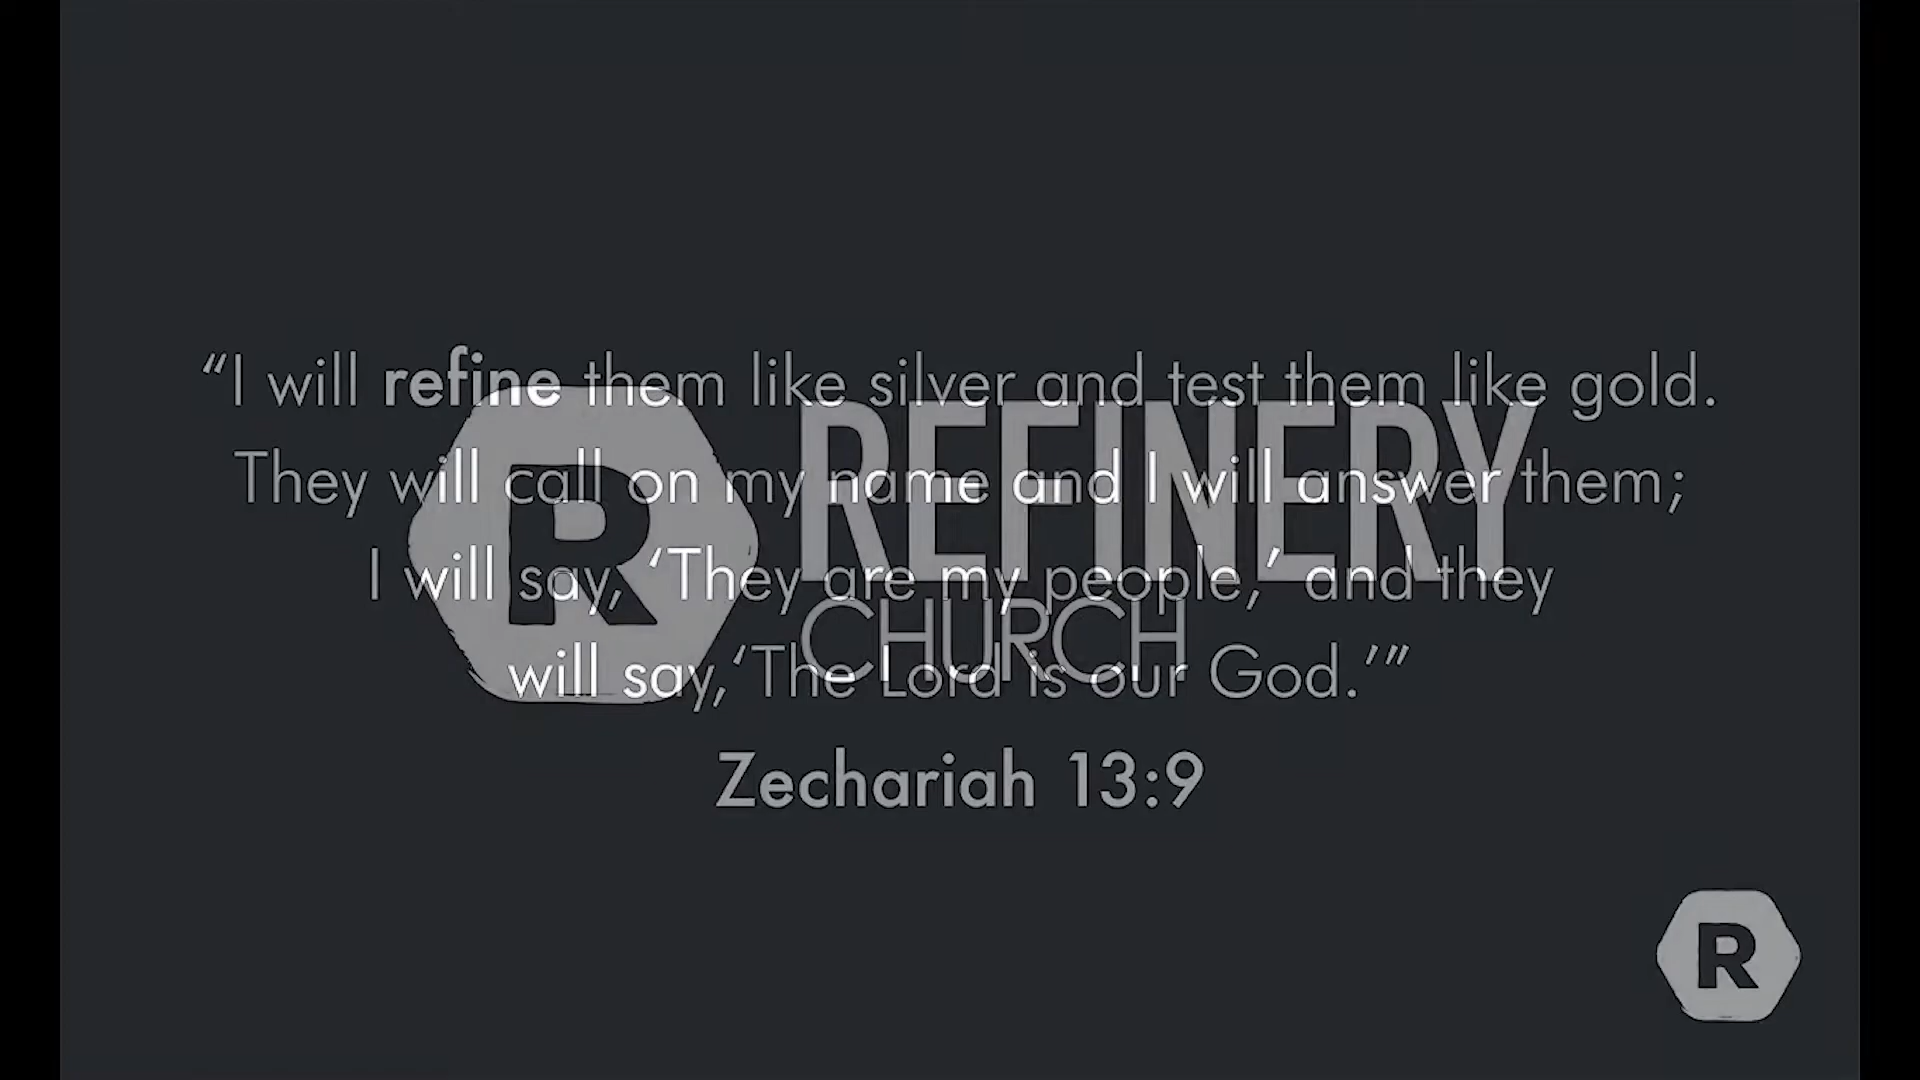 “I will refine them like silver and test them like gold.
They will call on my name and I will answer them;
I will say, ‘They are my people,’ and they
will say, ‘The Lord is our God.’”
Zechariah 13:9
R
REFINERY
CHURCH
R